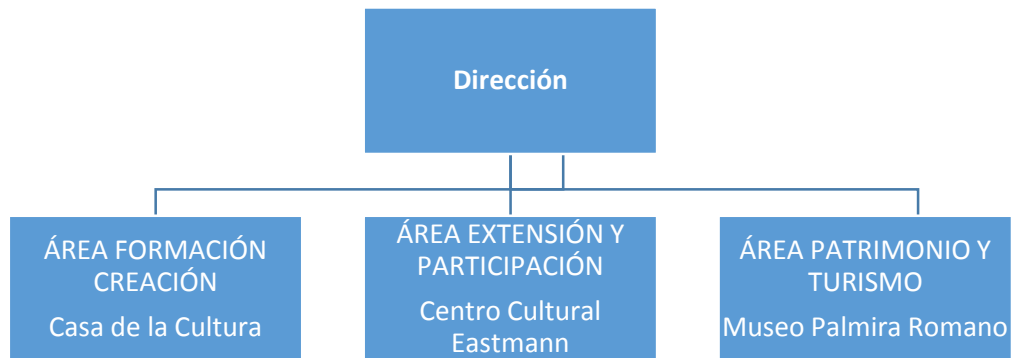 Dirección
ÁREA FORMACIÓN
CREACIÓN
Casa de la Cultura
ÁREA EXTENSIÓN Y
PARTICIPACIÓN
Centro Cultural
Eastmann
ÁREA PATRIMONIO Y
TURISMO
Museo Palmira Romano